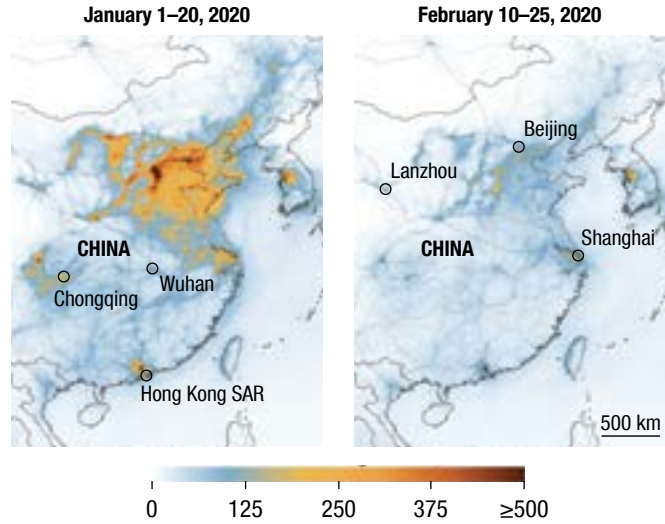 January 1–20, 2020
CHINA
Wuhan
Chongqing
Hong Kong SAR
February 10–25, 2020
Beijing
Lanzhou
Shanghai
CHINA
500 km
0 125 250 375 ≥500